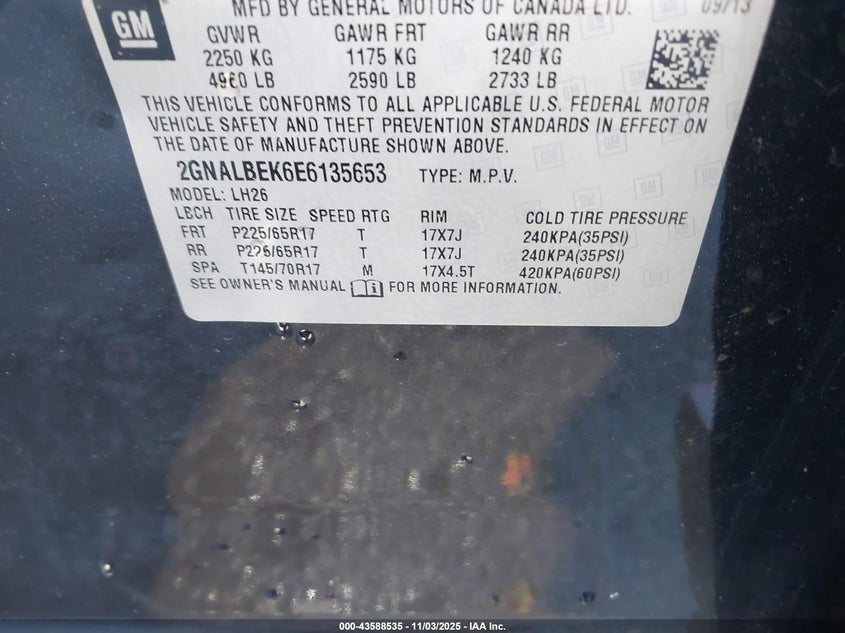 MFD BY GENERAL MOTORS OF CANADA LTD. 09/13
GM
GVWR GAWR FRT GAWR RR
2250 KG 1175 KG 1240 KG
4960 LB 2590 LB 2733 LB
THIS VEHICLE CONFORMS TO ALL APPLICABLE U.S. FEDERAL MOTOR
VEHICLE SAFETY AND THEFT PREVENTION STANDARDS IN EFFECT ON
THE DATE OF MANUFACTURE SHOWN ABOVE.
2GNALBEK6E6135653 TYPE: M.P.V.
MODEL: LH26
LBCH TIRE SIZE SPEED RTG RIM COLD TIRE PRESSURE
FRT P225/65R17 T 17X7J 240KPA(35PSI)
RR P225/65R17 T 17X7J 240KPA(35PSI)
SPA T145/70R17 M 17X4.5T 420KPA(60PSI)
SEE OWNER'S MANUAL FOR MORE INFORMATION.
000-43588535 - 11/03/2025 - IAA Inc.